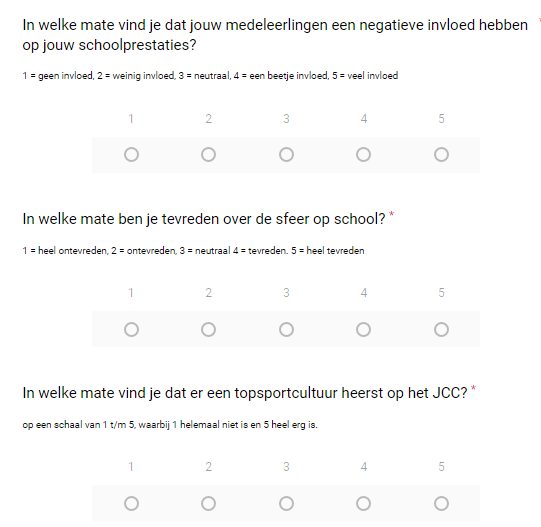 In welke mate vind je dat jouw medeleerlingen een negatieve invloed hebben *
op jouw schoolprestaties?
1 = geen invloed, 2 = weinig invloed, 3 = neutraal, 4 = een beetje invloed, 5 = veel invloed
1 2 3 4 5
In welke mate ben je tevreden over de sfeer op school? *
1 = heel ontevreden, 2 = ontevreden, 3 = neutraal 4 = tevreden. 5 = heel tevreden
1 2 3 4 5
In welke mate vind je dat er een topsportcultuur heerst op het JCC? *
op een schaal van 1 t/m 5, waarbij 1 helemaal niet is en 5 heel erg is.
1 2 3 4 5